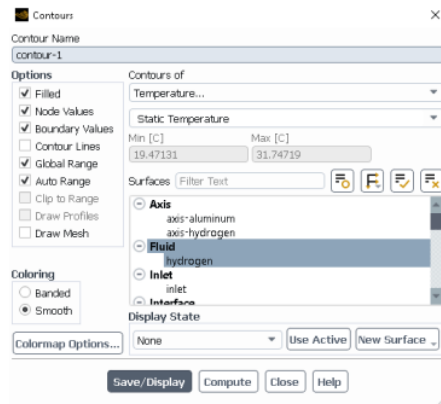 Contours
Contour Name
contour-1
Options
Filled
Node Values
Boundary Values
Contour Lines
Global Range
Auto Range
Clip to Range
Draw Profiles
Draw Mesh
Coloring
Banded
Smooth
Colormap Options...
Contours of
Temperature...
Static Temperature
Min [C] Max [C]
19.47131 31.74719
Surfaces Filter Text
Axis
axis-aluminum
axis-hydrogen
Fluid
hydrogen
Inlet
inlet
Interface
Display State
None Use Active New Surface
Save/Display Compute Close Help